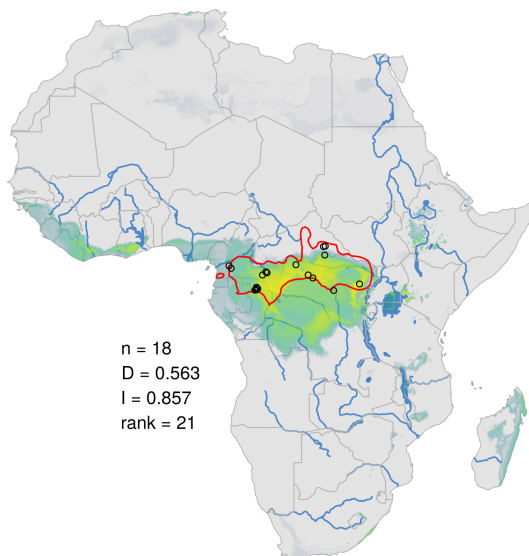 n = 18
D = 0.563
I = 0.857
rank = 21